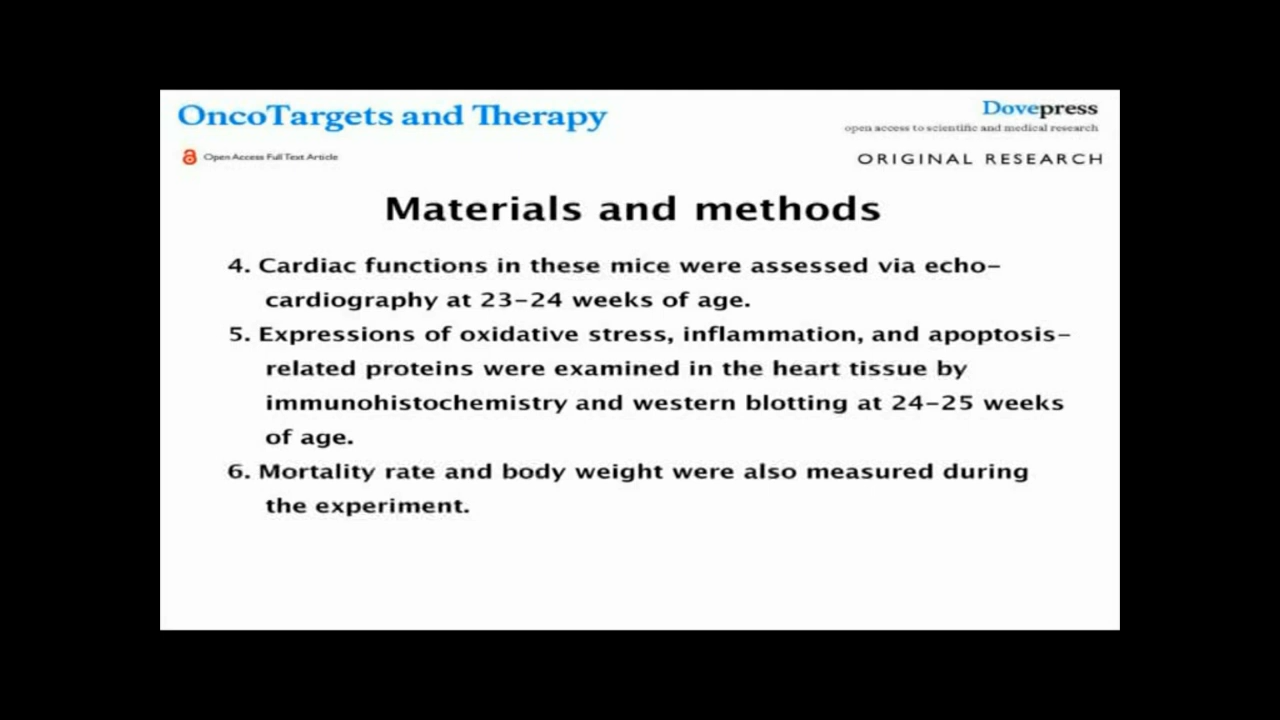 OncoTargets and Therapy
Dovepress
open access to scientific and medical research
Open Access Full Text Article
ORIGINAL RESEARCH
Materials and methods
4. Cardiac functions in these mice were assessed via echo-
cardiography at 23-24 weeks of age.
5. Expressions of oxidative stress, inflammation, and apoptosis-
related proteins were examined in the heart tissue by
immunohistochemistry and western blotting at 24-25 weeks
of age.
6. Mortality rate and body weight were also measured during
the experiment.